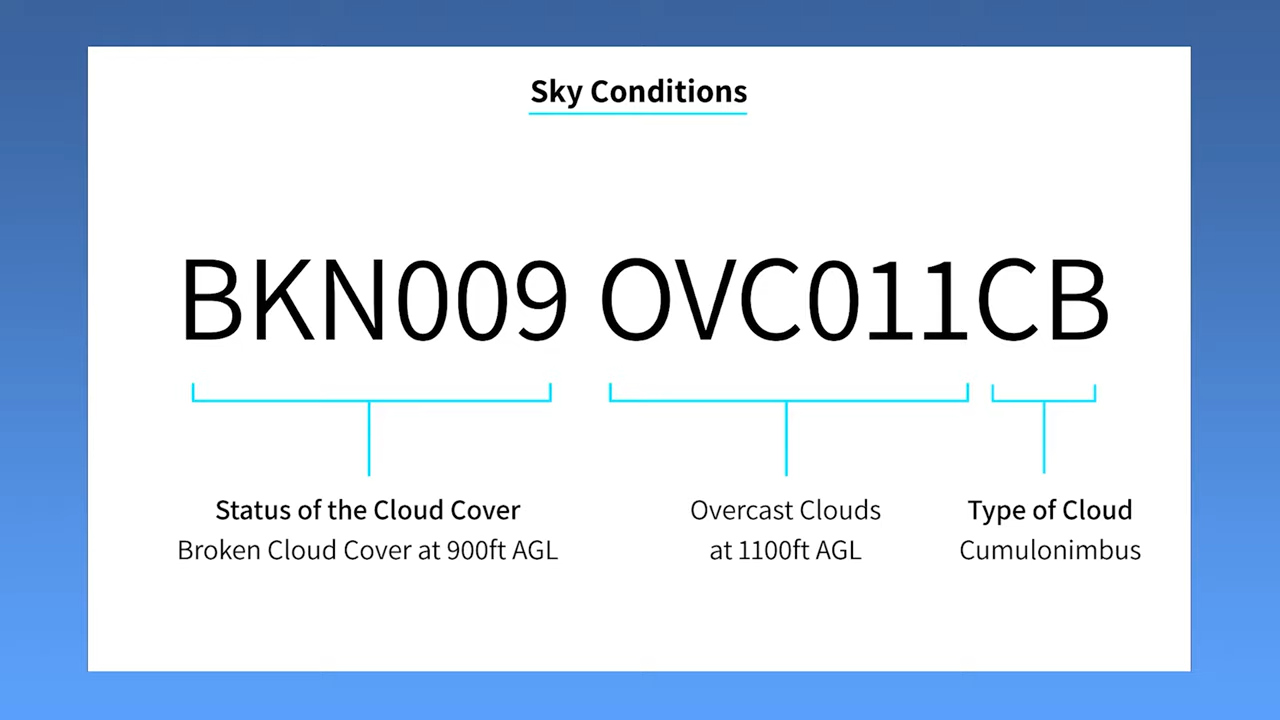 Sky Conditions
BKN009 OVC011CB
Status of the Cloud Cover
Broken Cloud Cover at 900ft AGL
Overcast Clouds
at 1100ft AGL
Type of Cloud
Cumulonimbus